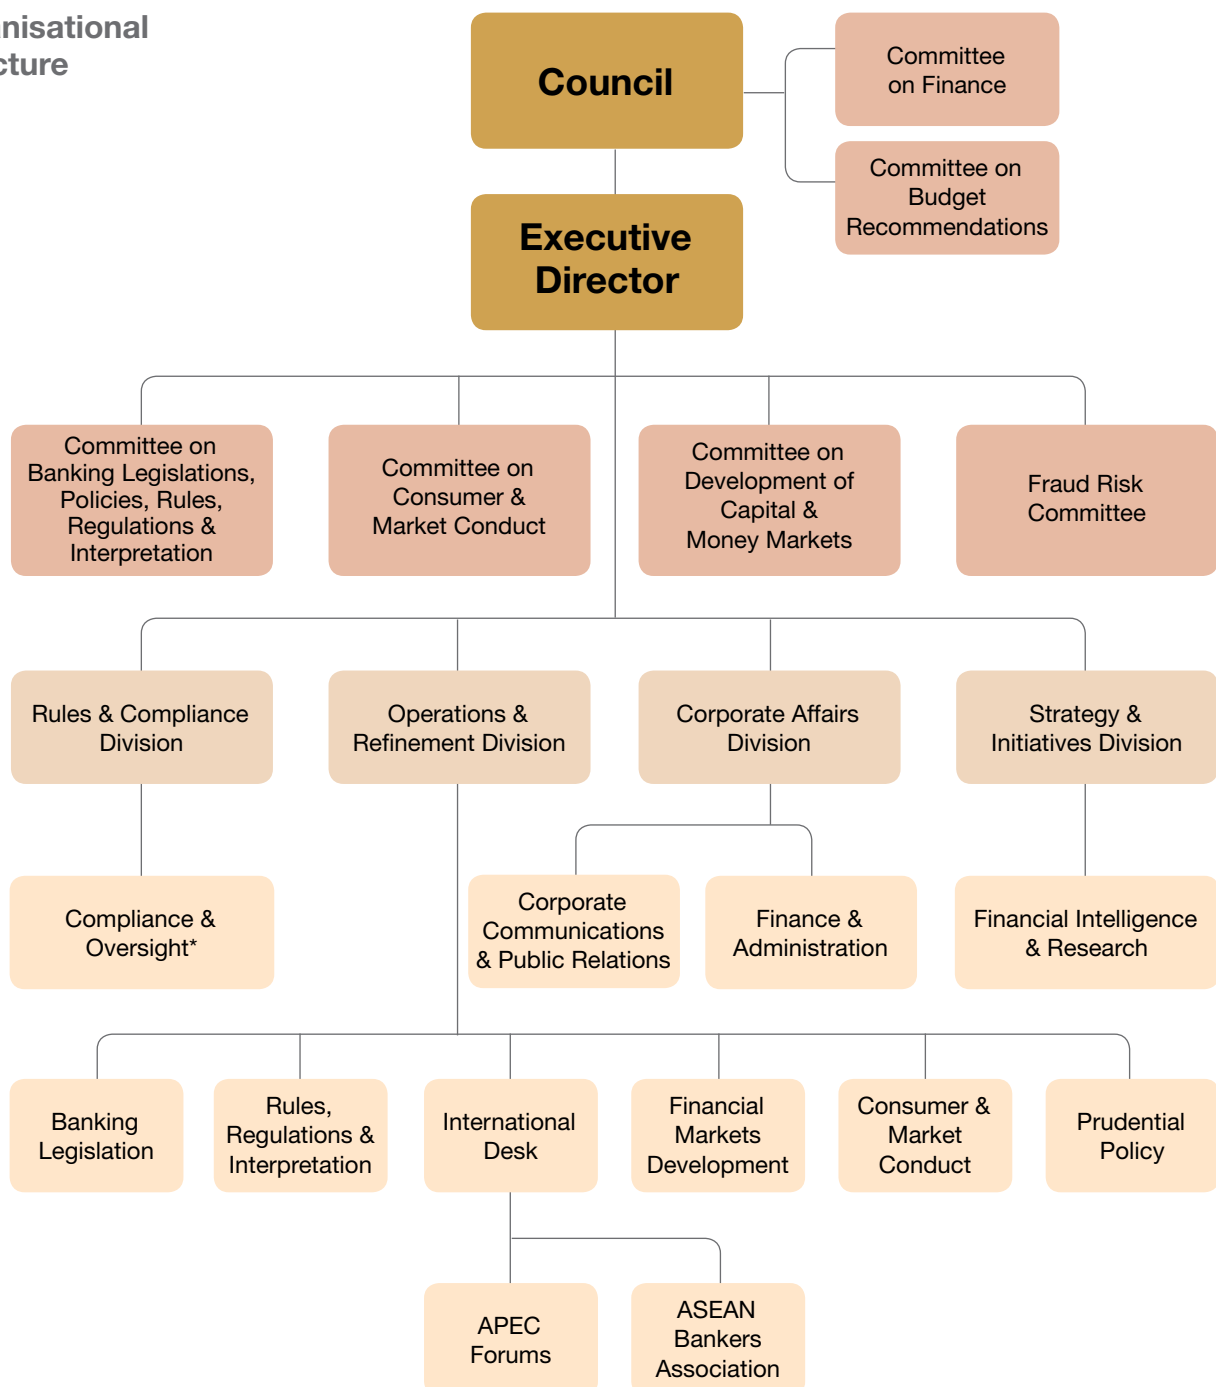 anisational
cture
Council
Committee
on Finance
Committee on
Budget
Recommendations
Executive
Director
Committee on
Banking Legislations,
Policies, Rules,
Regulations &
Interpretation
Committee on
Consumer &
Market Conduct
Committee on
Development of
Capital &
Money Markets
Fraud Risk
Committee
Rules & Compliance
Division
Operations &
Refinement Division
Corporate Affairs
Division
Strategy &
Initiatives Division
Compliance &
Oversight*
Corporate
Communications
& Public Relations
Finance &
Administration
Financial Intelligence
& Research
Banking
Legislation
Rules,
Regulations &
Interpretation
International
Desk
Financial
Markets
Development
Consumer &
Market
Conduct
Prudential
Policy
APEC
Forums
ASEAN
Bankers
Association